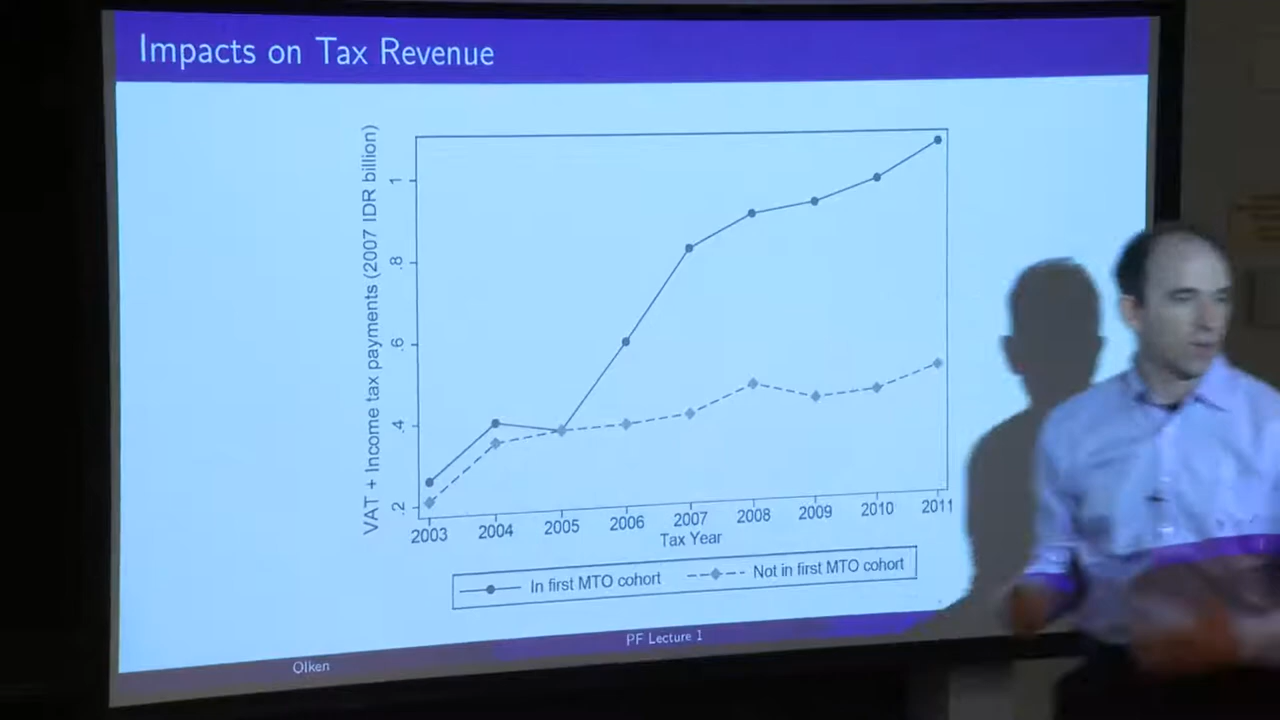 Impacts on Tax Revenue
VAT + Income tax payments (2007 IDR billion)
1
.8
.6
.4
.2
2003 2004 2005 2006 2007 2008 2009 2010 2011
Tax Year
In first MTO cohort Not in first MTO cohort
Olken PF Lecture 1